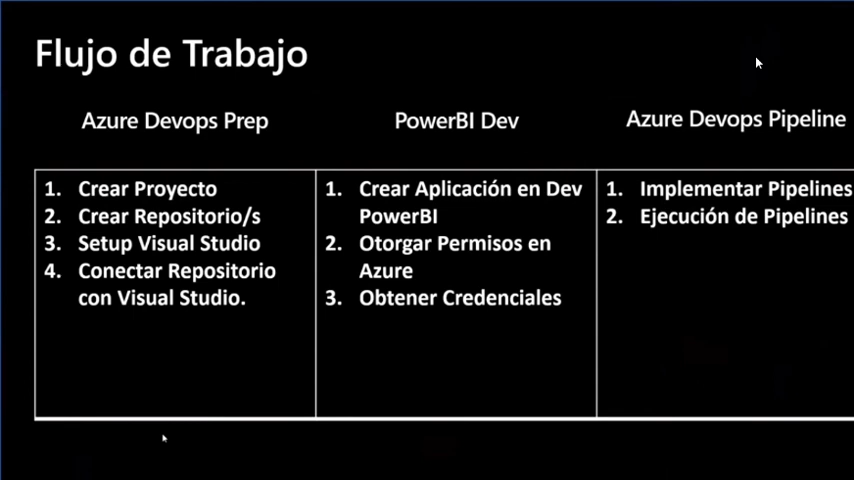 Flujo de Trabajo
Azure Devops Prep
1. Crear Proyecto
2. Crear Repositorio/s
3. Setup Visual Studio
4. Conectar Repositorio
con Visual Studio.
PowerBI Dev
1. Crear Aplicación en Dev
PowerBI
2. Otorgar Permisos en
Azure
3. Obtener Credenciales
Azure Devops Pipeline
1. Implementar Pipelines
2. Ejecución de Pipelines